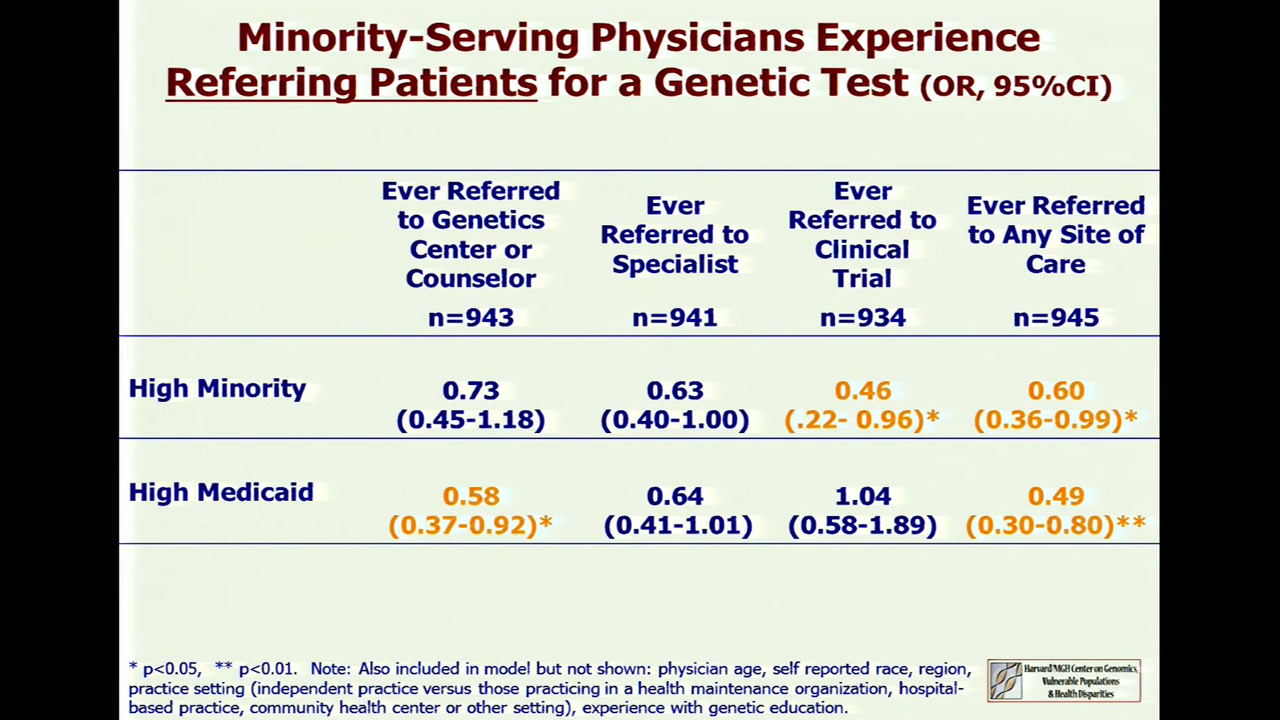 Minority-Serving Physicians Experience
Referring Patients for a Genetic Test (OR, 95%CI)
Ever Referred
to Genetics
Center or
Counselor
n=943
Ever
Referred to
Specialist
n=941
Ever
Referred to
Clinical
Trial
n=934
Ever Referred
to Any Site of
Care
n=945
High Minority
0.73
(0.45-1.18)
0.63
(0.40-1.00)
0.46
(.22- 0.96)*
0.60
(0.36-0.99)*
High Medicaid
0.58
(0.37-0.92)*
0.64
(0.41-1.01)
1.04
(0.58-1.89)
0.49
(0.30-0.80)**
* p<0.05, ** p<0.01. Note: Also included in model but not shown: physician age, self reported race, region,
practice setting (independent practice versus those practicing in a health maintenance organization, hospital-
based practice, community health center or other setting), experience with genetic education.
Harvard/MGH Center on Genomics,
Vulnerable Populations
& Health Disparities